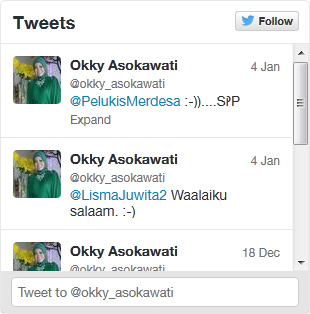 Tweets
Follow
Okky Asokawati 4 Jan
@okky_asokawati
@PelukisMerdesa :-))....SIPP
Expand
Okky Asokawati 4 Jan
@okky_asokawati
@LismaJuwita2 Waalaiku
salaam. :-)
Okky Asokawati 18 Dec
@okky_asokawati
Tweet to @okky_asokawati